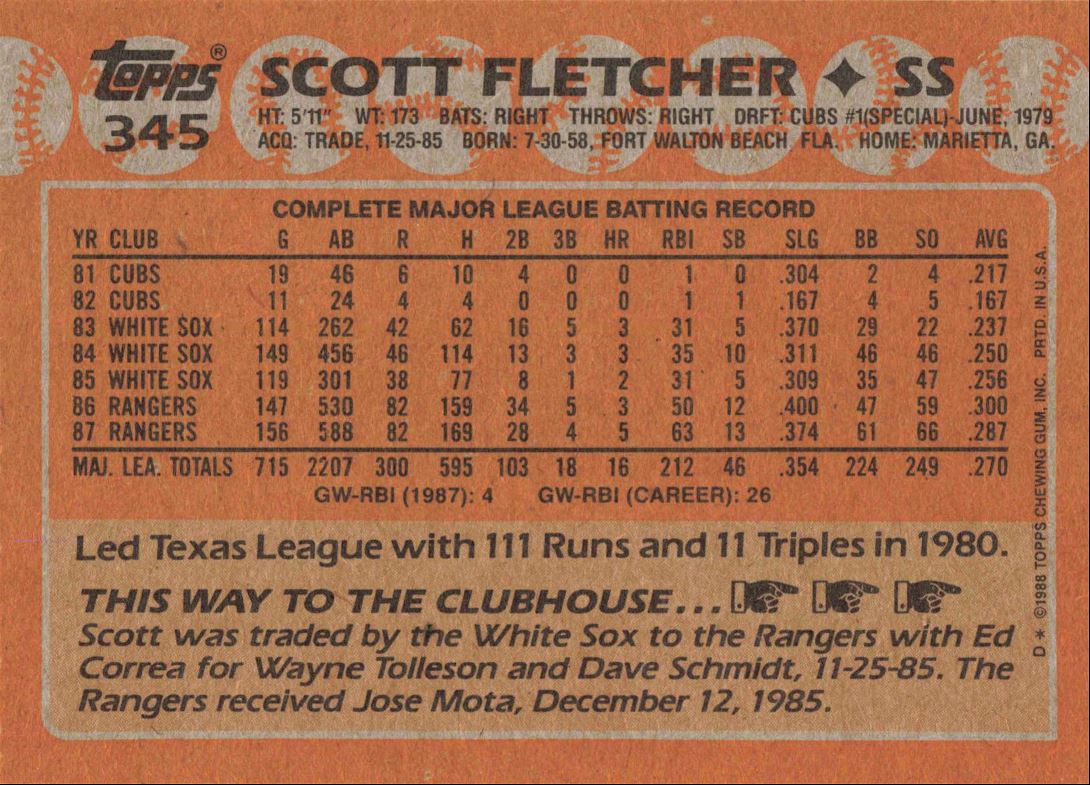 Topps®
345
SCOTT FLETCHER ✦ SS
HT: 5'11" WT: 173 BATS: RIGHT THROWS: RIGHT DRFT: CUBS #1(SPECIAL)-JUNE, 1979
ACQ: TRADE, 11-25-85 BORN: 7-30-58, FORT WALTON BEACH FLA. HOME: MARIETTA, GA.
COMPLETE MAJOR LEAGUE BATTING RECORD
YR CLUB G AB R H 2B 3B HR RBI SB SLG BB SO AVG
81 CUBS 19 46 6 10 4 0 0 1 0 .304 2 4 .217
82 CUBS 11 24 4 4 0 0 0 1 1 .167 4 5 .167
83 WHITE SOX 114 262 42 62 16 5 3 31 5 .370 29 22 .237
84 WHITE SOX 149 456 46 114 13 3 3 35 10 .311 46 46 .250
85 WHITE SOX 119 301 38 77 8 1 2 31 5 .309 35 47 .256
86 RANGERS 147 530 82 159 34 5 3 50 12 .400 47 59 .300
87 RANGERS 156 588 82 169 28 4 5 63 13 .374 61 66 .287
MAJ. LEA. TOTALS 715 2207 300 595 103 18 16 212 46 .354 224 249 .270
GW-RBI (1987): 4 GW-RBI (CAREER): 26
Led Texas League with 111 Runs and 11 Triples in 1980.
THIS WAY TO THE CLUBHOUSE...
Scott was traded by the White Sox to the Rangers with Ed
Correa for Wayne Tolleson and Dave Schmidt, 11-25-85. The
Rangers received Jose Mota, December 12, 1985.
D* ©1988 TOPPS CHEWING GUM, INC. PRTD. IN U.S.A.